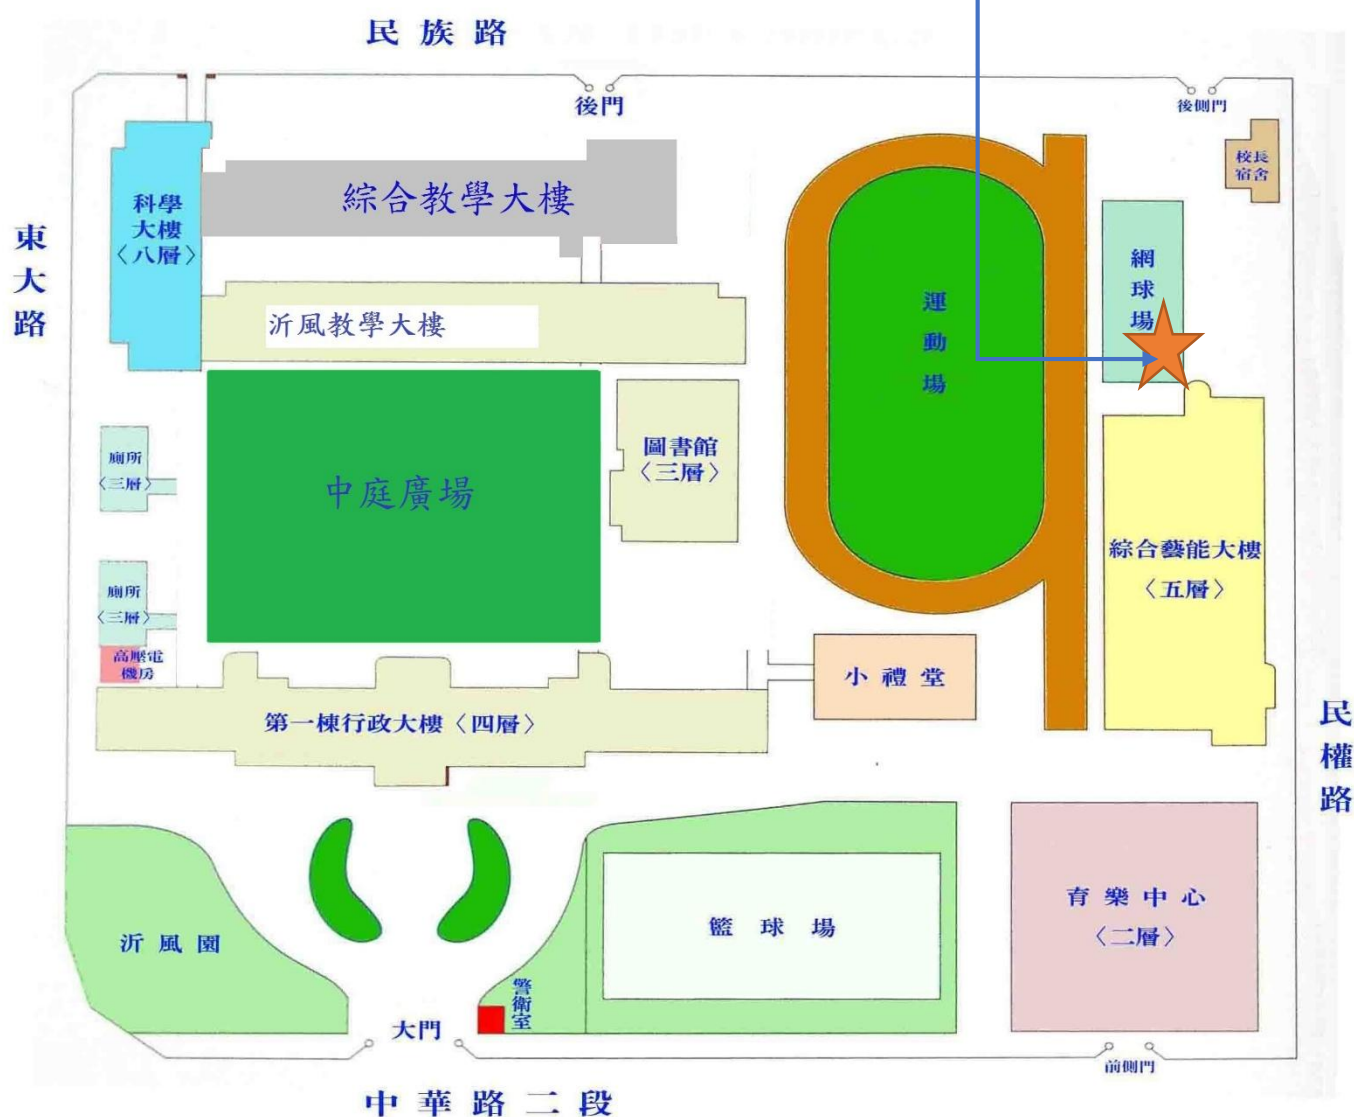 民族路
後門
後側門
校長
宿舍
科學
大樓
〈八層〉
綜合教學大樓
東大路
網球場
運動場
沂風教學大樓
圖書館
〈三層〉
廁所
〈三層〉
中庭廣場
綜合藝能大樓
〈五層〉
廁所
〈三層〉
高壓電
機房
小禮堂
第一棟行政大樓〈四層〉
民權路
育樂中心
〈二層〉
籃球場
沂風園
警衛室
大門
前側門
中華路二段